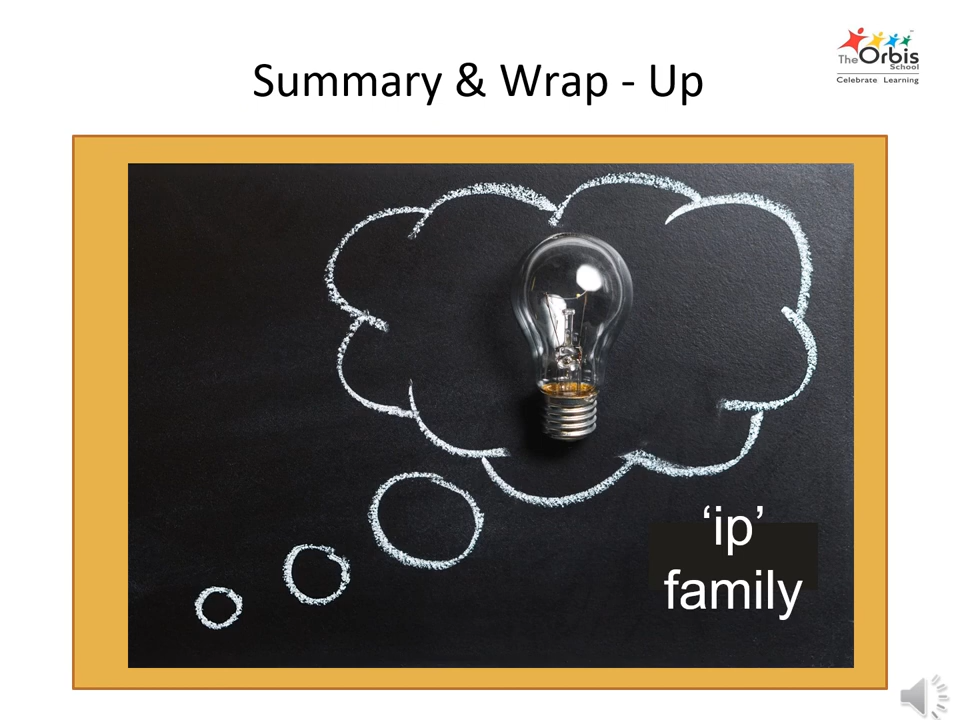 Summary & Wrap - Up
The Orbis
School
Celebrate Learning
‘ip’
family